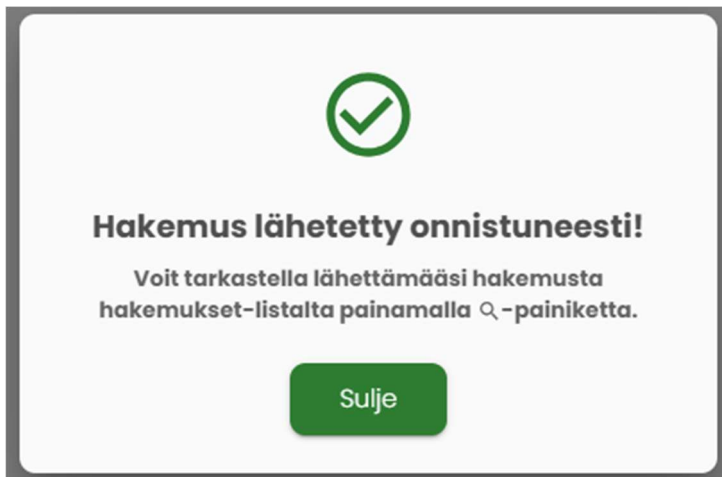 Hakemus lähetetty onnistuneesti!
Voit tarkastella lähettämääsi hakemusta
hakemukset-listalta painamalla -painiketta.
Sulje